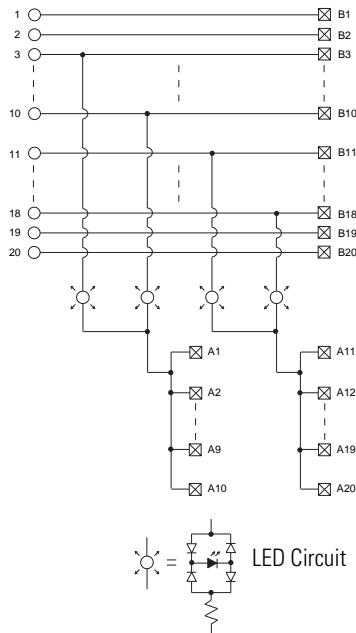 1 B1
2 B2
3 B3
10 B10
11 B11
18 B18
19 B19
20 B20
A1 A11
A2 A12
A9 A19
A10 A20
= LED Circuit